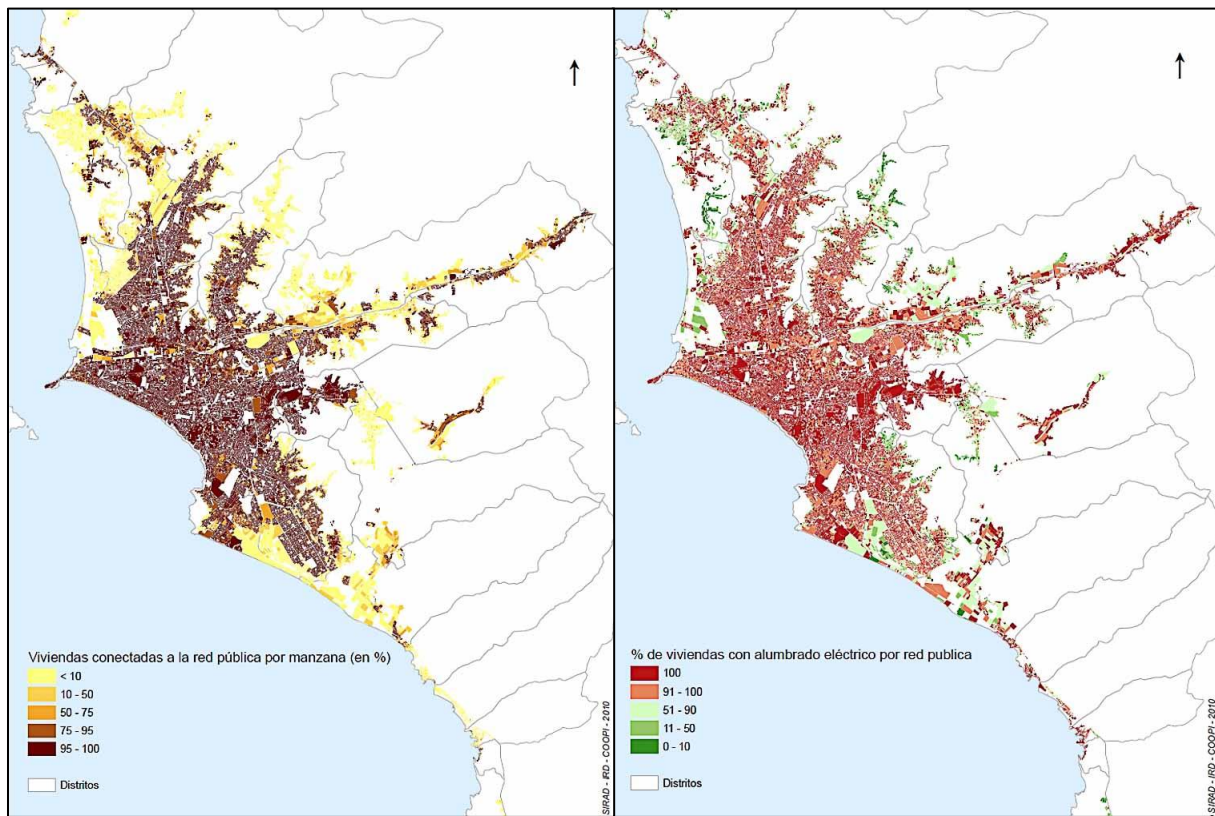 Viviendas conectadas a la red pública por manzana (en %)
< 10
10 - 50
50 - 75
75 - 95
95 - 100
Distritos
SIRAD - IRD - COOPI - 2010
% de viviendas con alumbrado eléctrico por red publica
100
91 - 100
51 - 90
11 - 50
0 - 10
Distritos
SIRAD - IRD - COOPI - 2010